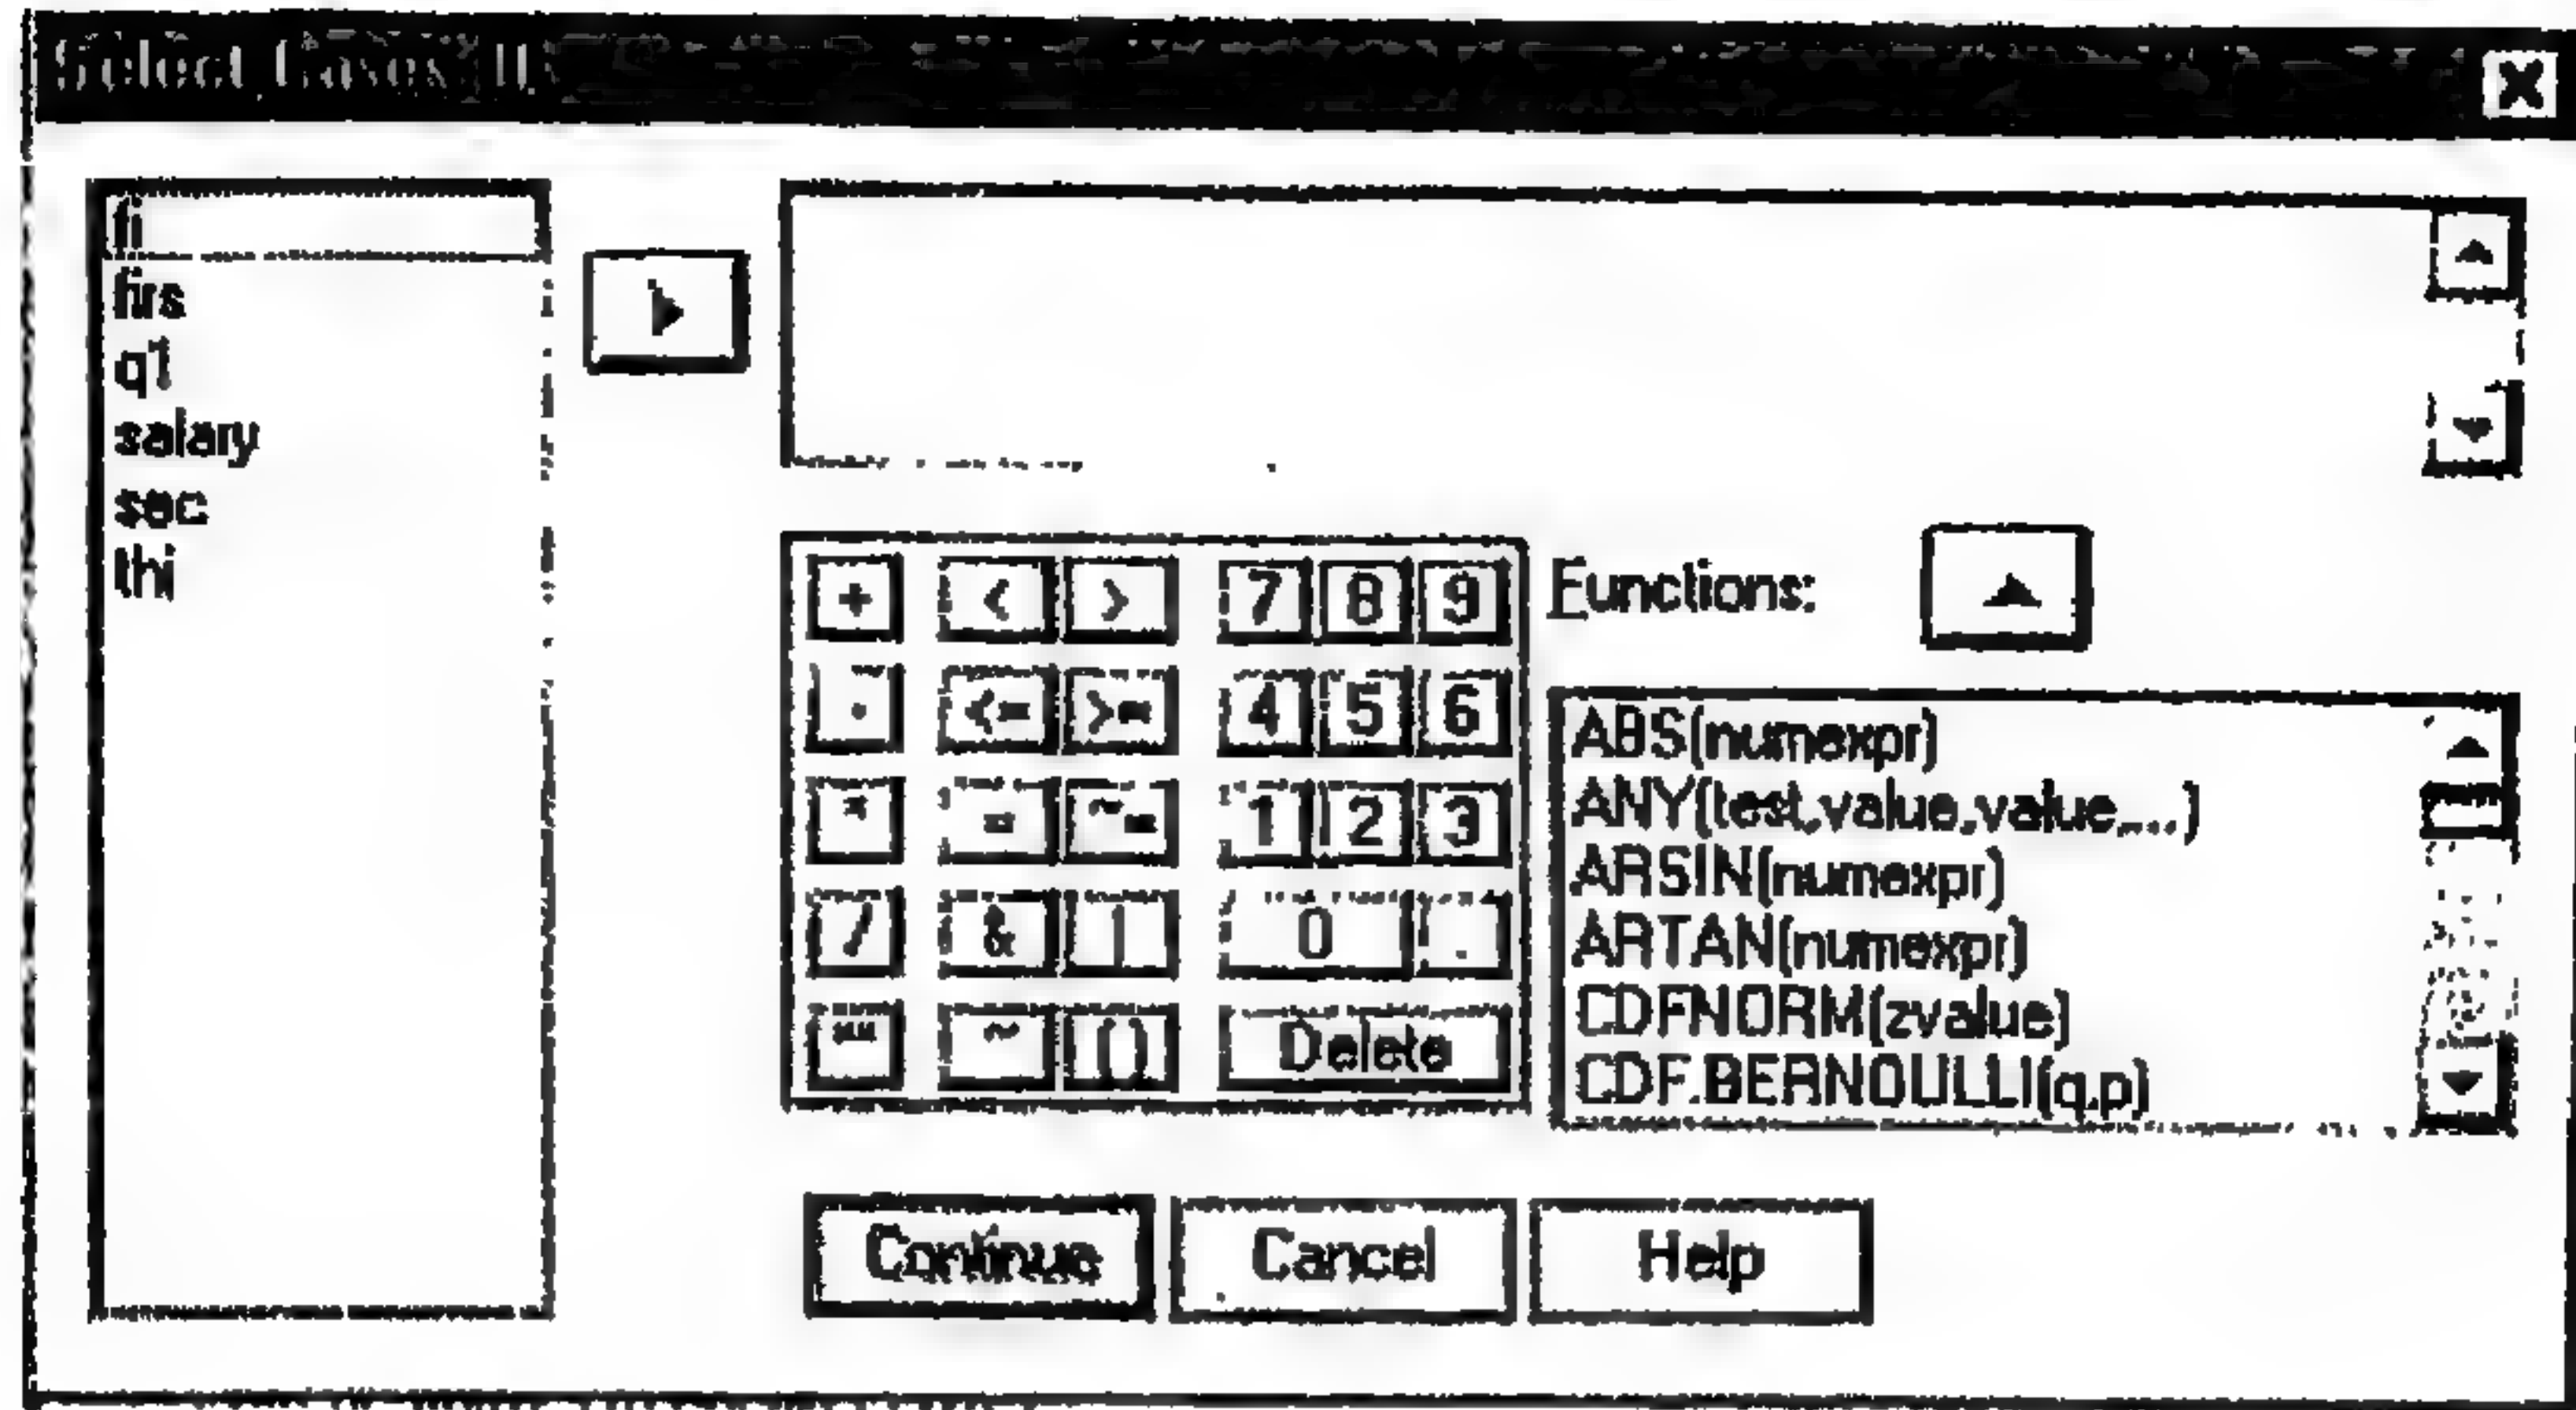 Select Cases: If
fi
firs
q1
salary
sec
thi
+ < > 7 8 9
- <= >= 4 5 6
* = ~= 1 2 3
/ & | 0 .
** ~ () Delete
Functions:
ABS(numexpr)
ANY(test,value,value,...)
ARSIN(numexpr)
ARTAN(numexpr)
CDFNORM(zvalue)
CDF.BERNOULLI(q,p)
Continue Cancel Help